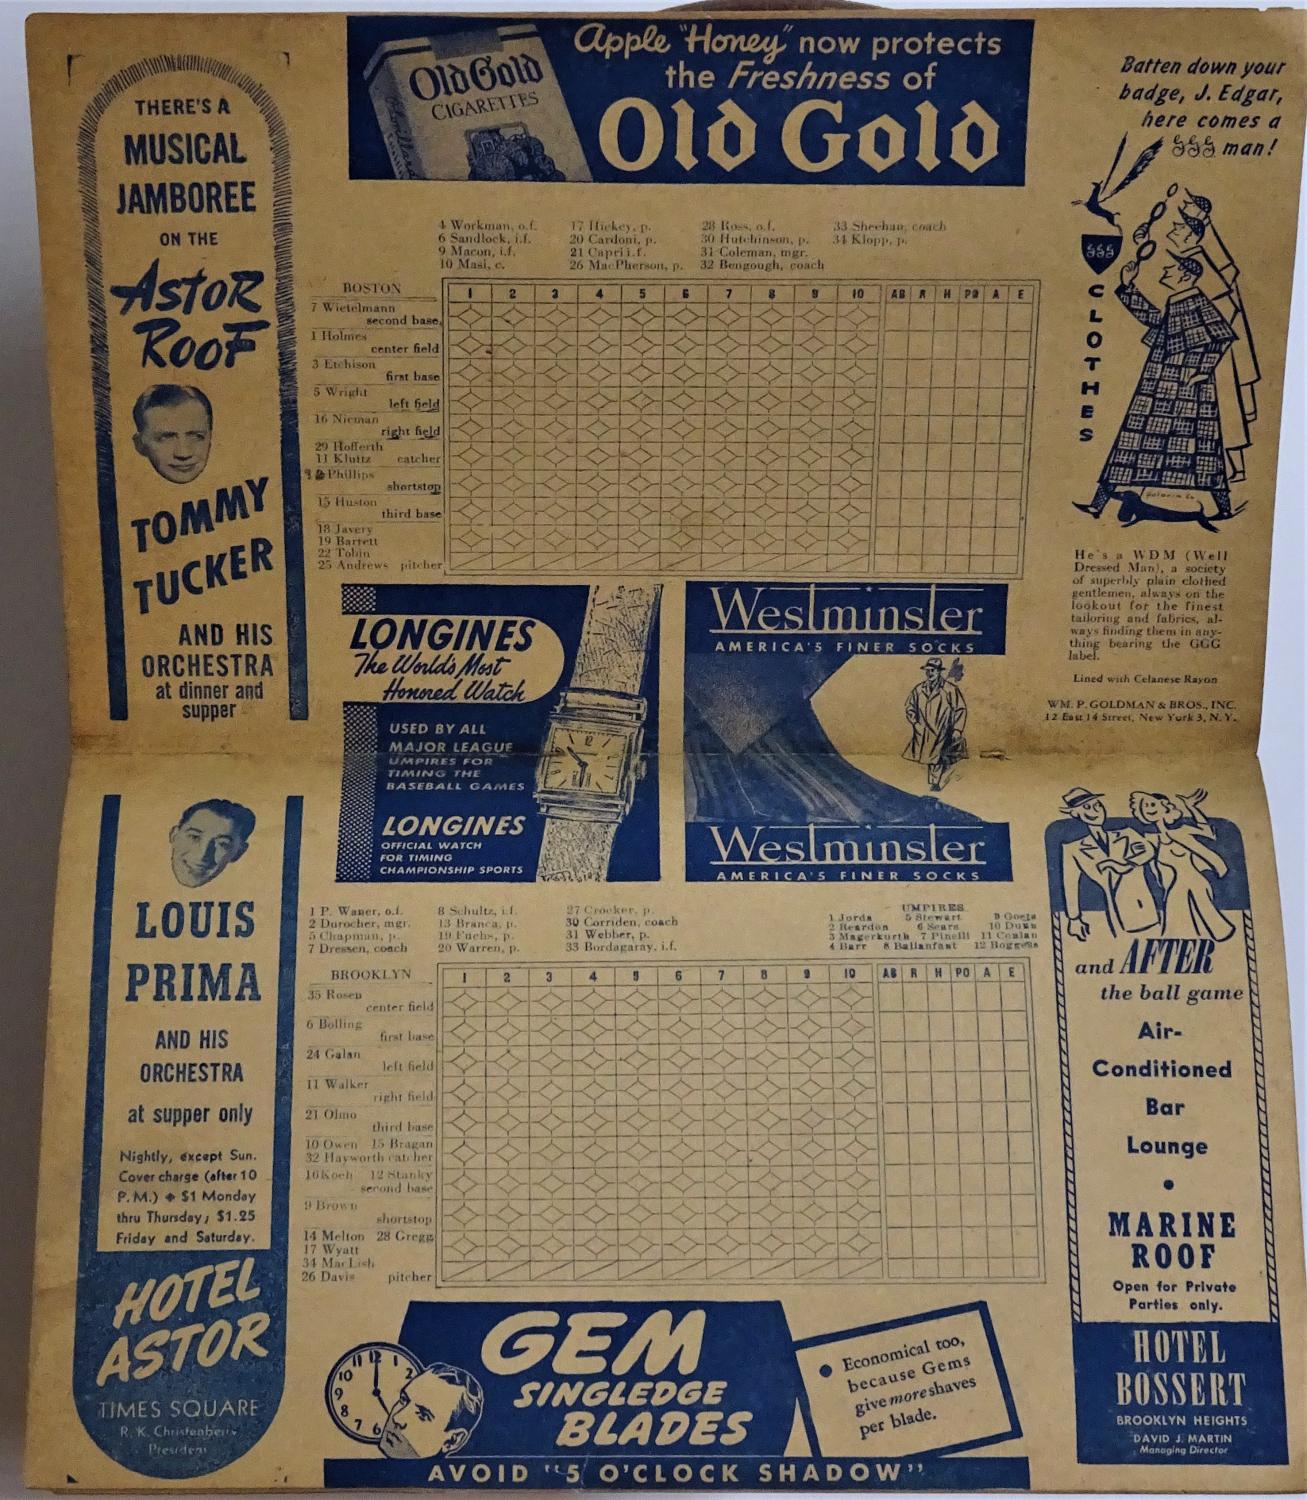 THERE'S A
MUSICAL
JAMBOREE
ON THE
Astor
Roof
TOMMY
TUCKER
AND HIS
ORCHESTRA
at dinner and
supper
LOUIS
PRIMA
AND HIS
ORCHESTRA
at supper only
Nightly, except Sun.
Cover charge (after 10
P.M.) ♦ $1 Monday
thru Thursday; $1.25
Friday and Saturday.
HOTEL
ASTOR
TIMES SQUARE
R. K. Christenberry
President
Old Gold
CIGARETTES
Apple "Honey" now protects
the Freshness of
Old Gold
4 Workman, o.f. 17 Hickey, p. 28 Ross, o.f. 33 Sheehan, coach
6 Sandlock, i.f. 20 Cardoni, p. 30 Hutchinson, p. 34 Klopp, p.
9 Macon, i.f. 21 Capri i.f. 31 Coleman, mgr.
10 Masi, c. 26 MacPherson, p. 32 Bengough, coach
BOSTON 1 2 3 4 5 6 7 8 9 10 AB R H PO A E
7 Wietelmann
second base,
1 Holmes
center field
3 Etchison
first base
5 Wright
left field
16 Nieman
right field
29 Hofferth
11 Kluttz catcher
Phillips
shortstop
15 Huston
third base
18 Javery
19 Barrett
22 Tobin
25 Andrews pitcher
LONGINES
The World's Most
Honored Watch
USED BY ALL
MAJOR LEAGUE
UMPIRES FOR
TIMING THE
BASEBALL GAMES
LONGINES
OFFICIAL WATCH
FOR TIMING
CHAMPIONSHIP SPORTS
Westminster
AMERICA'S FINER SOCKS
Westminster
AMERICA'S FINER SOCKS
1 P. Waner, o.f. 8 Schultz, i.f. 27 Crocker, p.
2 Durocher, mgr. 13 Branca, p. 30 Corriden, coach
5 Chapman, p. 19 Fuchs, p. 31 Webber, p.
7 Dressen, coach 20 Warren, p. 33 Bordagaray, i.f.
UMPIRES
1 Jorda 5 Stewart 9 Goetz
2 Reardon 6 Sears 10 Dunn
3 Magerkurth 7 Pinelli 11 Conlan
4 Barr 8 Ballanfant 12 Boggess
BROOKLYN 1 2 3 4 5 6 7 8 9 10 AB R H PO A E
35 Rosen
center field
6 Bolling
first base
24 Galan
left field
11 Walker
right field
21 Olmo
third base
10 Owen 15 Bragan
32 Hayworth catcher
16 Koch 12 Stanky
second base
9 Brown
shortstop
14 Melton 28 Gregg
17 Wyatt
34 MacLish
26 Davis pitcher
GEM
SINGLEDGE
BLADES
Economical too,
because Gems
give more shaves
per blade.
AVOID "5 O'CLOCK SHADOW"
Batten down your
badge, J. Edgar,
here comes a
GGG man!
GGG
CLOTHES
He's a WDM (Well
Dressed Man), a society
of superbly plain clothed
gentlemen, always on the
lookout for the finest
tailoring and fabrics, al-
ways finding them in any-
thing bearing the GGG
label.
Lined with Celanese Rayon
WM. P. GOLDMAN & BROS., INC.
12 East 14 Street, New York 3, N. Y.
and AFTER
the ball game
Air-
Conditioned
Bar
Lounge
•
MARINE
ROOF
Open for Private
Parties only.
HOTEL
BOSSERT
BROOKLYN HEIGHTS
DAVID J. MARTIN
Managing Director